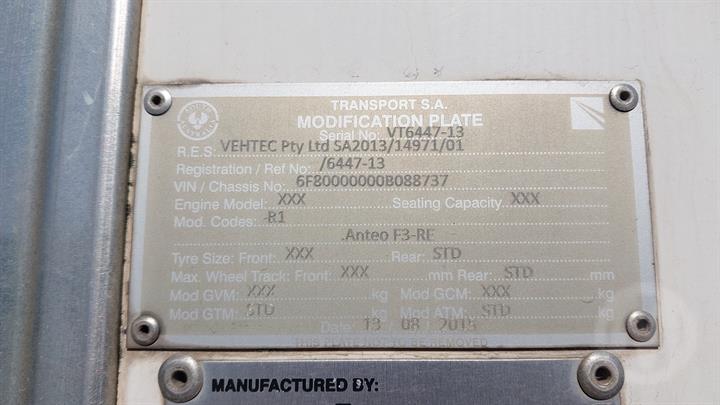 SOUTH AUSTRALIA
TRANSPORT S.A.
MODIFICATION PLATE
Serial No: VT6447-13
R.E.S. VEHTEC Pty Ltd SA2013/14971/01
Registration / Ref No: /6447-13
VIN / Chassis No: 6F80000000B088737
Engine Model: XXX Seating Capacity XXX
Mod. Codes: R1
Anteo F3-RE
Tyre Size: Front: XXX Rear: STD
Max. Wheel Track: Front: XXX mm Rear: STD mm
Mod GVM: XXX kg Mod GCM: XXX kg
Mod GTM: STD kg Mod ATM: STD kg
Date: 13 08
MANUFACTURED BY: